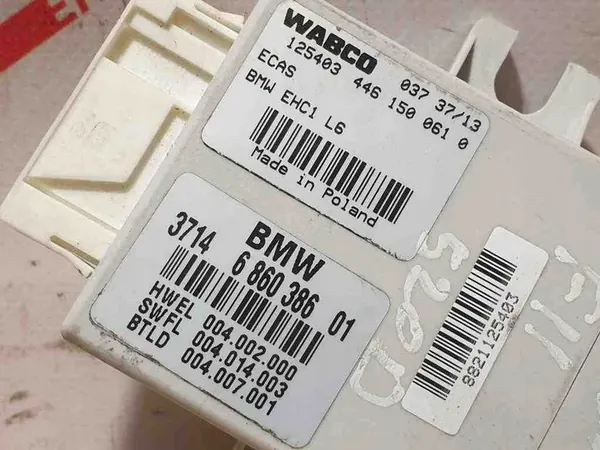 WABCO 037 37/13
125403 446 150 061 0
ECAS
BMW EHC1 L6
Made in Poland
BMW
3714 6 860 386 01
HWEL 004.002.000
SWFL 004.014.003
BTLD 004.007.001
8821125403